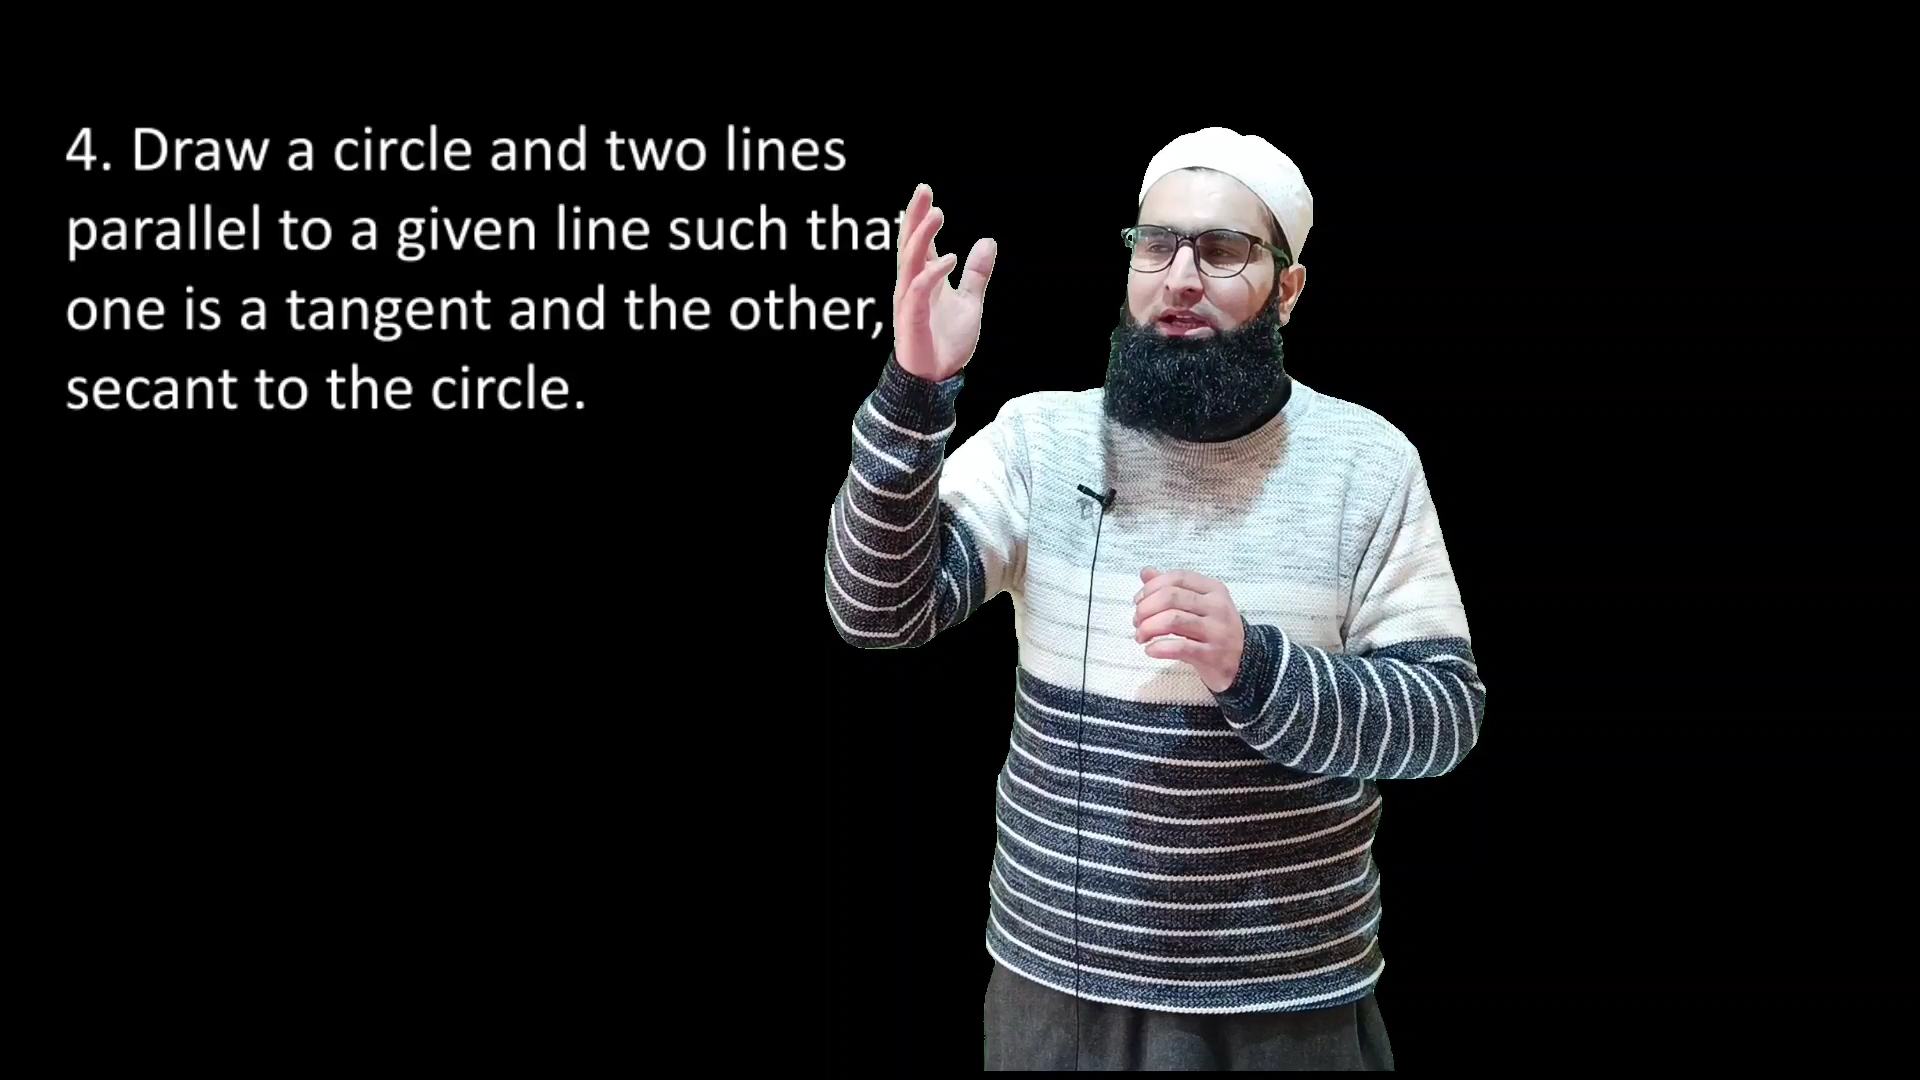 4. Draw a circle and two lines
parallel to a given line such that
one is a tangent and the other,
secant to the circle.